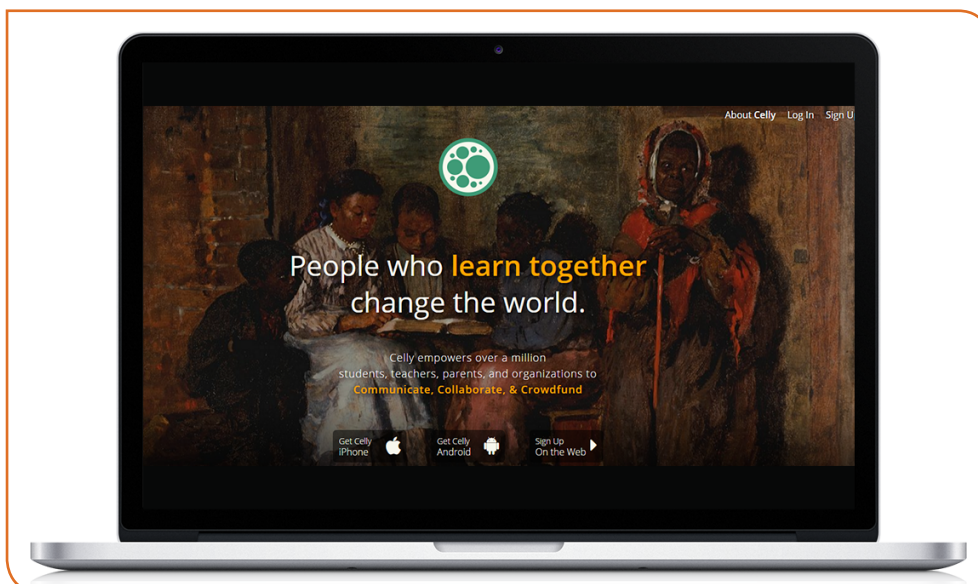 About Celly Log In Sign U
People who learn together
change the world.
Celly empowers over a million
students, teachers, parents, and organizations to
Communicate, Collaborate, & Crowdfund
Get Celly
iPhone
Get Celly
Android
Sign Up
On the Web